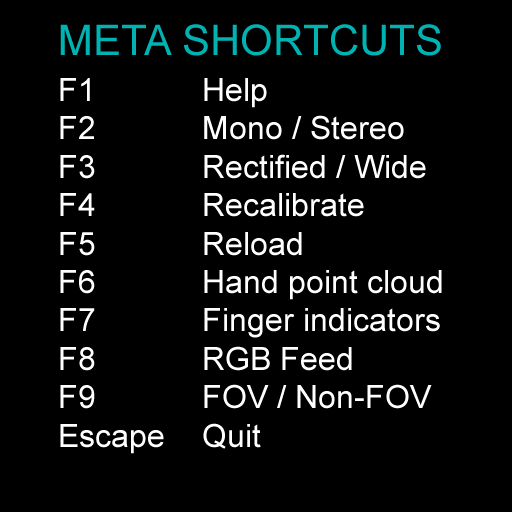 META SHORTCUTS
F1 Help
F2 Mono / Stereo
F3 Rectified / Wide
F4 Recalibrate
F5 Reload
F6 Hand point cloud
F7 Finger indicators
F8 RGB Feed
F9 FOV / Non-FOV
Escape Quit